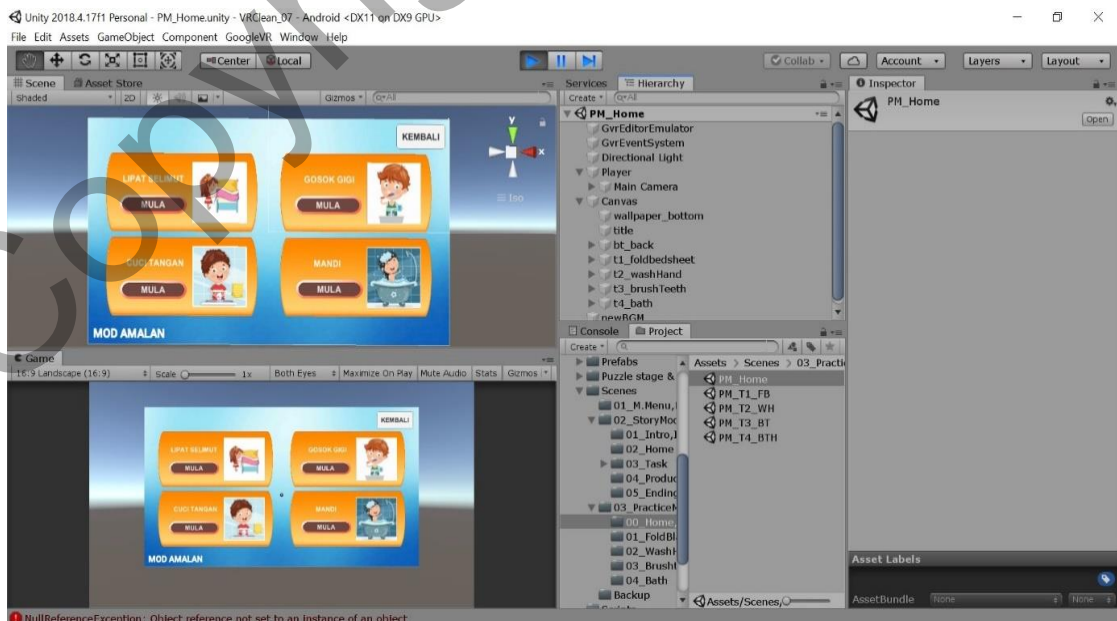 Unity 2018.4.17f1 Personal - PM_Home.unity - VRClean_07 - Android <DX11 on DX9 GPU>
File Edit Assets GameObject Component GoogleVR Window Help
Center Local Collab Account Layers Layout
Scene Asset Store
Shaded 2D Gizmos All
KEMBALI
y
x
Iso
LIPAT SELIMUT
MULA
GOSOK GIGI
MULA
CUCI TANGAN
MULA
MANDI
MULA
MOD AMALAN
Services Hierarchy
Create All
PM_Home
GvrEditorEmulator
GvrEventSystem
Directional Light
Player
Main Camera
Canvas
wallpaper_bottom
title
bt_back
t1_foldbedsheet
t2_washHand
t3_brushTeeth
t4_bath
newBGM
Inspector
PM_Home
Open
Game
16:9 Landscape (16:9) Scale 1x Both Eyes Maximize On Play Mute Audio Stats Gizmos
KEMBALI
LIPAT SELIMUT
MULA
GOSOK GIGI
MULA
CUCI TANGAN
MULA
MANDI
MULA
MOD AMALAN
Console Project
Create
Prefabs
Puzzle stage &
Scenes
01_M.Menu,
02_StoryMod
01_Intro,
02_Home
03_Task
04_Produc
05_Ending
03_PracticeM
00_Home,
01_FoldBl
02_WashH
03_Brusht
04_Bath
Backup
Assets > Scenes > 03_Practi
PM_Home
PM_T1_FB
PM_T2_WH
PM_T3_BT
PM_T4_BTH
Assets/Scenes/
Asset Labels
AssetBundle None None
NullReferenceException: Object reference not set to an instance of an object
Copyri